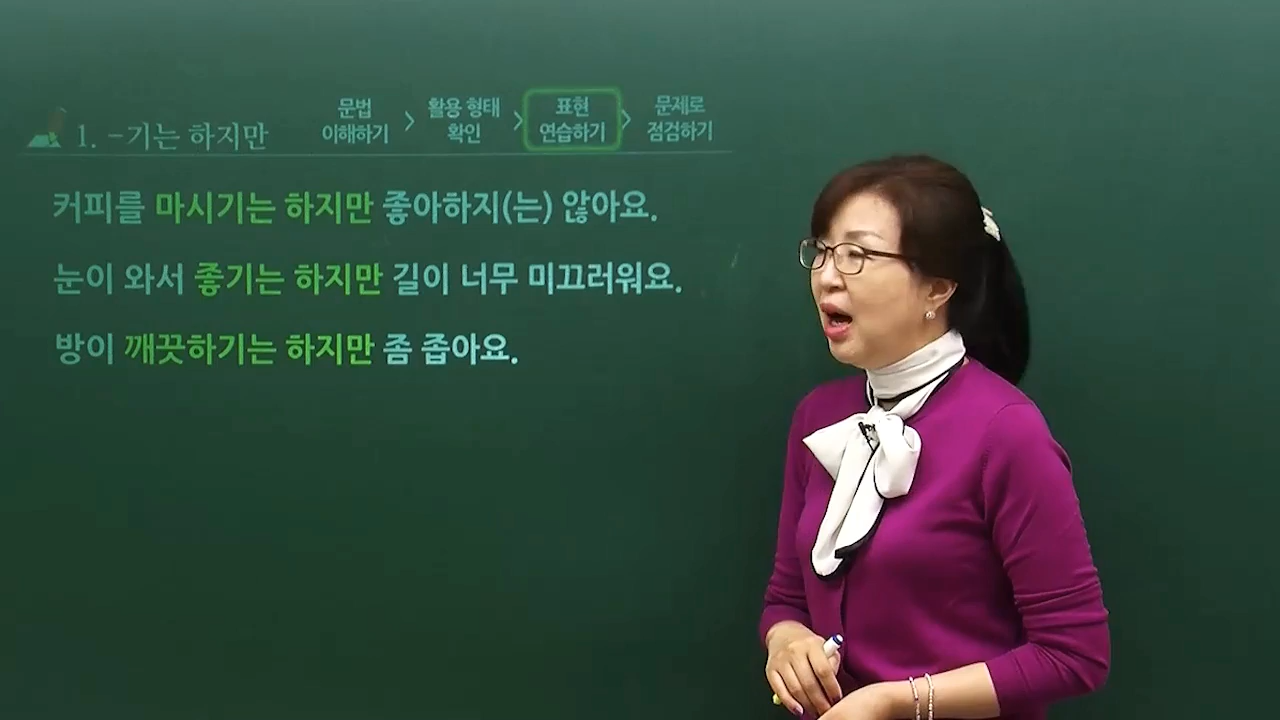 1. -기는 하지만
문법 이해하기 > 활용 형태 확인 > 표현 연습하기 > 문제로 점검하기
커피를 마시기는 하지만 좋아하지(는) 않아요.
눈이 와서 좋기는 하지만 길이 너무 미끄러워요.
방이 깨끗하기는 하지만 좀 좁아요.